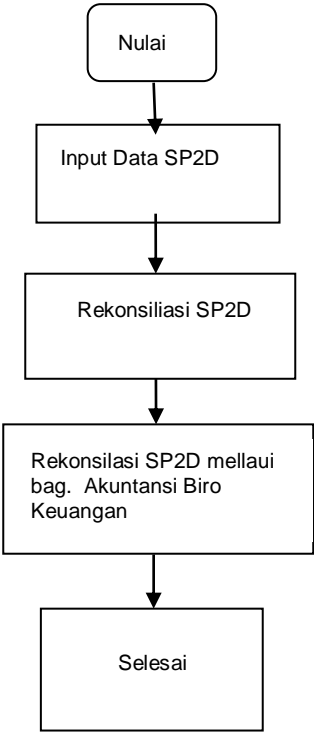 Nulai
Input Data SP2D
Rekonsiliasi SP2D
Rekonsilasi SP2D mellaui
bag. Akuntansi Biro
Keuangan
Selesai